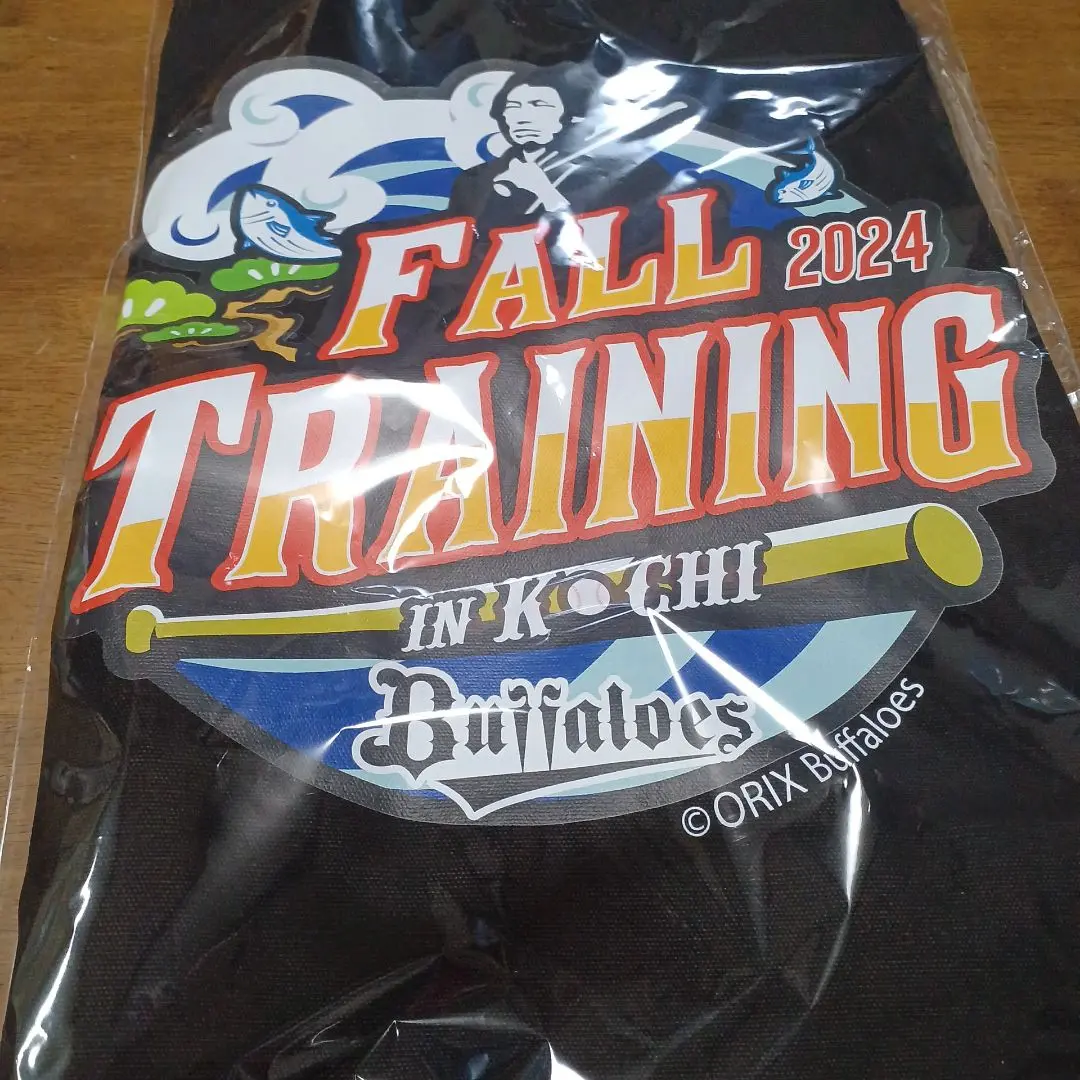 FALL 2024
TRAINING
IN KOCHI
Buffaloes
© ORIX Buffaloes